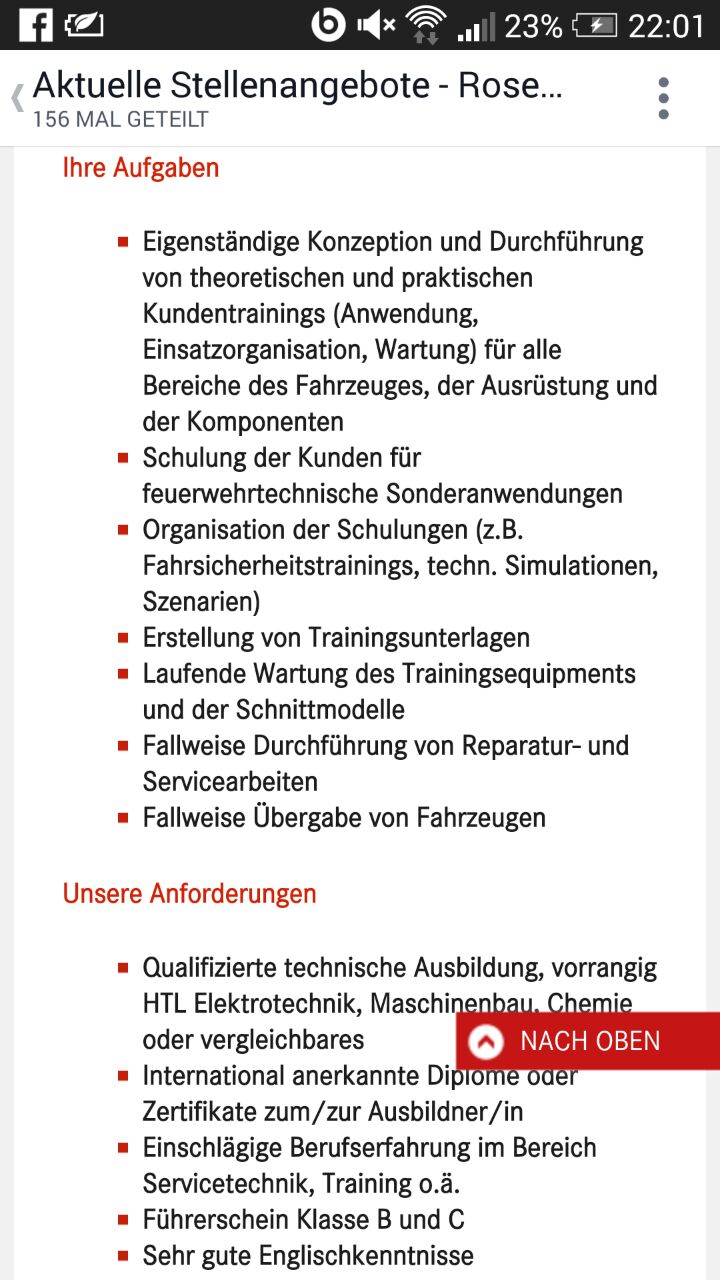 23% 22:01
Aktuelle Stellenangebote - Rose...
156 MAL GETEILT
Ihre Aufgaben
Eigenständige Konzeption und Durchführung
von theoretischen und praktischen
Kundentrainings (Anwendung,
Einsatzorganisation, Wartung) für alle
Bereiche des Fahrzeuges, der Ausrüstung und
der Komponenten
Schulung der Kunden für
feuerwehrtechnische Sonderanwendungen
Organisation der Schulungen (z.B.
Fahrsicherheitstrainings, techn. Simulationen,
Szenarien)
Erstellung von Trainingsunterlagen
Laufende Wartung des Trainingsequipments
und der Schnittmodelle
Fallweise Durchführung von Reparatur- und
Servicearbeiten
Fallweise Übergabe von Fahrzeugen
Unsere Anforderungen
Qualifizierte technische Ausbildung, vorrangig
HTL Elektrotechnik, Maschinenbau, Chemie
oder vergleichbares
NACH OBEN
International anerkannte Diplome oder
Zertifikate zum/zur Ausbildner/in
Einschlägige Berufserfahrung im Bereich
Servicetechnik, Training o.ä.
Führerschein Klasse B und C
Sehr gute Englischkenntnisse